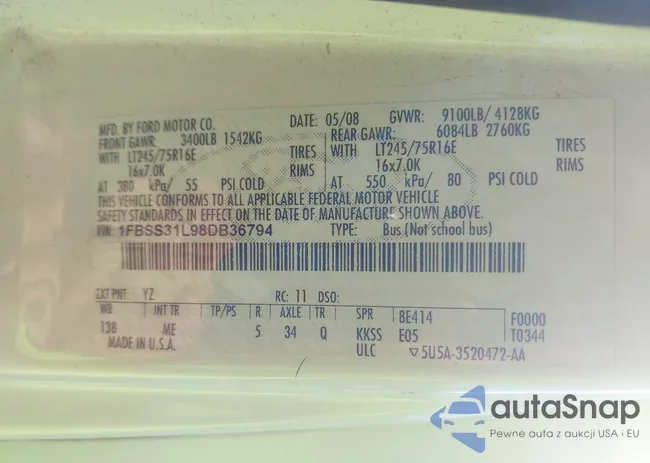 MFD. BY FORD MOTOR CO. DATE: 05/08 GVWR: 9100LB/ 4128KG
FRONT GAWR: 3400LB 1542KG REAR GAWR: 6084LB 2760KG
WITH LT245/75R16E TIRES WITH LT245/75R16E TIRES
16x7.0K RIMS 16x7.0K RIMS
AT 380 kPa/ 55 PSI COLD AT 550 kPa/ 80 PSI COLD
THIS VEHICLE CONFORMS TO ALL APPLICABLE FEDERAL MOTOR VEHICLE
SAFETY STANDARDS IN EFFECT ON THE DATE OF MANUFACTURE SHOWN ABOVE.
VIN: 1FBSS31L98DB36794 TYPE: Bus (Not school bus)
EXT PNT: YZ RC: 11 DSO:
WB INT TR TP/PS R AXLE TR SPR BE414 F0000
138 ME 5 34 Q KKSS E05 T0344
MADE IN U.S.A. ULC ▽5U5A-3520472-AA
autaSnap
Pewne auta z aukcji USA i EU